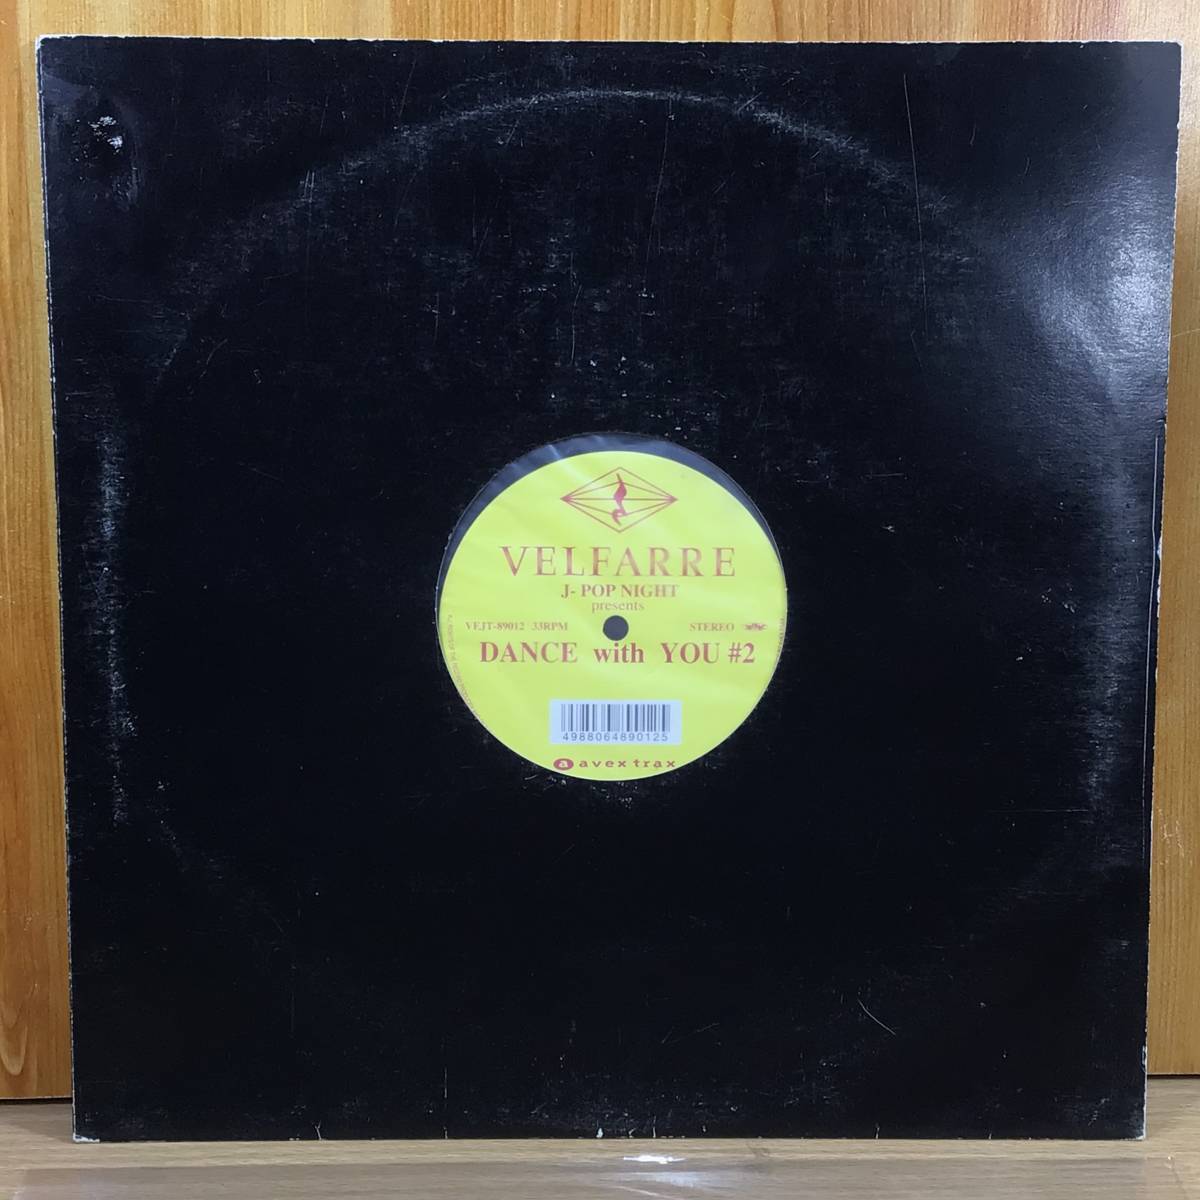 VELFARRE
J- POP NIGHT
presents
VEJT-89012 33RPM STEREO
DANCE with YOU #2
4988064890125
a avex trax